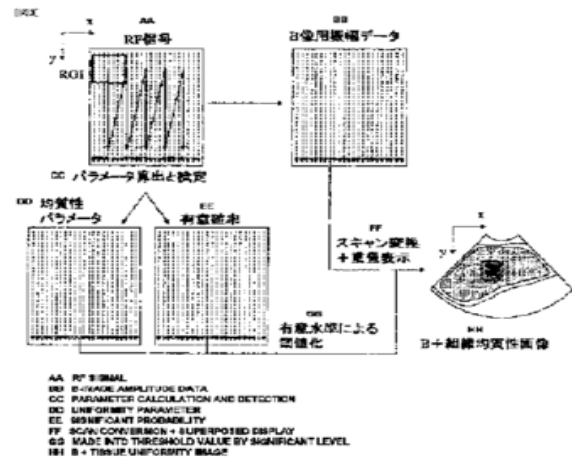 AA
BB
x
RF信号
B像用振幅データ
y
ROI
CC パラメータ算出と検定
DD 均質性
パラメータ
EE
有意確率
FF
スキャン変換
+重畳表示
x
y
GG
有意水準による
閾値化
HH
B+組織均質性画像
AA RF SIGNAL
BB B-IMAGE AMPLITUDE DATA
CC PARAMETER CALCULATION AND DETECTION
DD UNIFORMITY PARAMETER
EE SIGNIFICANT PROBABILITY
FF SCAN CONVERSION + SUPERPOSED DISPLAY
GG MADE INTO THRESHOLD VALUE BY SIGNIFICANT LEVEL
HH B + TISSUE UNIFORMITY IMAGE